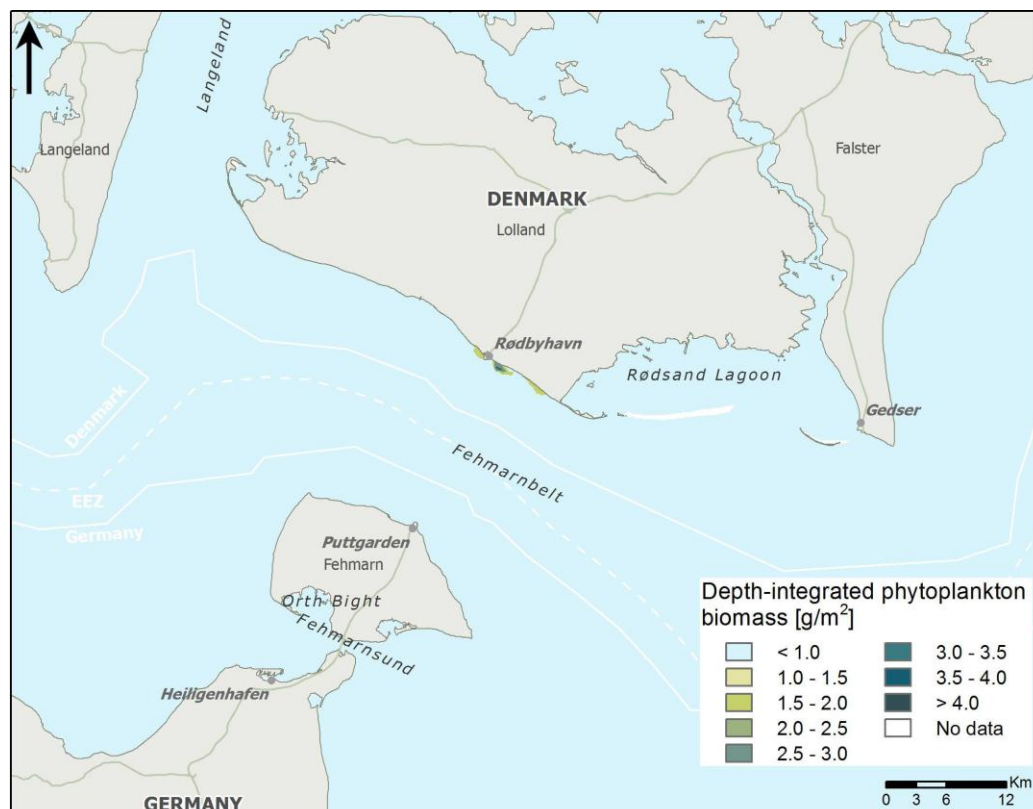 Langeland
Langeland
Falster
DENMARK
Lolland
Rødbyhavn
Rødsand Lagoon
Gedser
Denmark
Fehmarnbelt
EEZ
Germany
Puttgarden
Fehmarn
Orth Bight
Fehmarnsund
Heiligenhafen
GERMANY
Depth-integrated phytoplankton
biomass [g/m²]
< 1.0
1.0 - 1.5
1.5 - 2.0
2.0 - 2.5
2.5 - 3.0
3.0 - 3.5
3.5 - 4.0
> 4.0
No data
Km
0 3 6 12